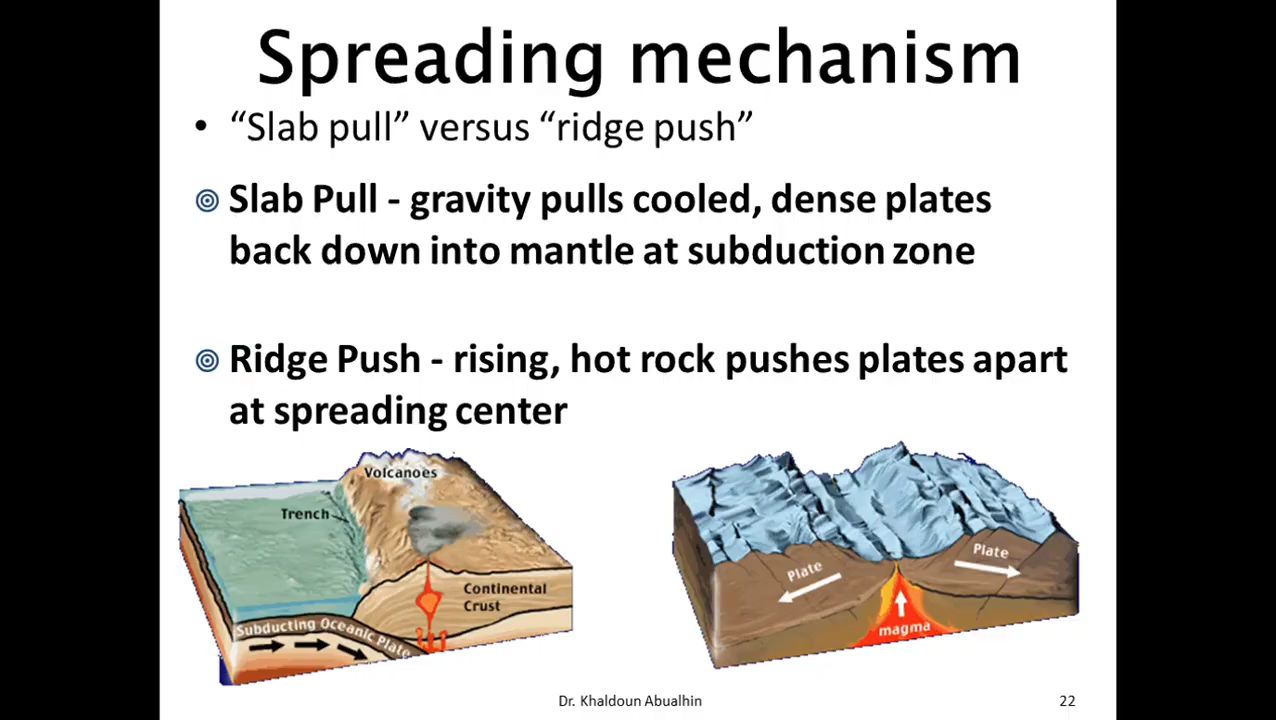 Spreading mechanism
• “Slab pull” versus “ridge push”
Slab Pull - gravity pulls cooled, dense plates
back down into mantle at subduction zone
Ridge Push - rising, hot rock pushes plates apart
at spreading center
Volcanoes
Trench
Continental
Crust
Subducting Oceanic Plate
Plate
Plate
magma
Dr. Khaldoun Abualhin
22